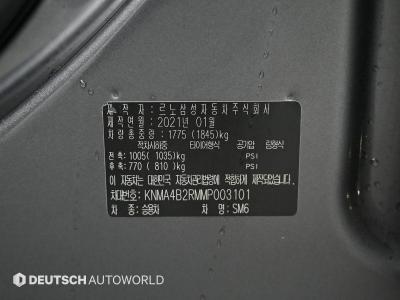 제 작 자 : 르노삼성자동차주식회사
제작연월 : 2021년 01월
차량 총중량 : 1775 (1845)kg
적차시하중 타이어형식 공기압 림형식
전 축 : 1005( 1035)kg PSI
후 축 : 770 ( 810 )kg PSI
이 자동차는 대한민국 자동차관리법령에 적합하게 제작되었음
차대번호 : KNMA4B2RMMP003101
차 종 : 승용차 차 명 : SM6
DEUTSCH AUTOWORLD